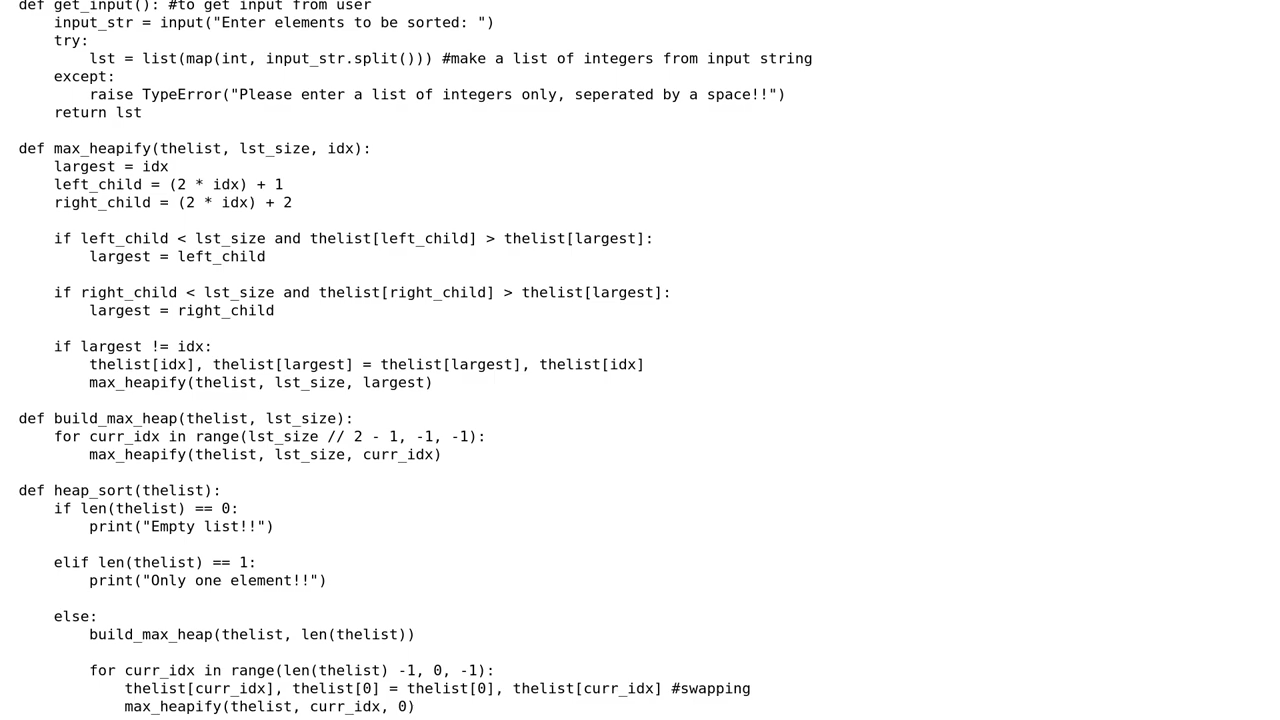 def get_input(): #to get input from user
    input_str = input("Enter elements to be sorted: ")
    try:
        lst = list(map(int, input_str.split())) #make a list of integers from input string
    except:
        raise TypeError("Please enter a list of integers only, seperated by a space!!")
    return lst

def max_heapify(thelist, lst_size, idx):
    largest = idx
    left_child = (2 * idx) + 1
    right_child = (2 * idx) + 2

    if left_child < lst_size and thelist[left_child] > thelist[largest]:
        largest = left_child

    if right_child < lst_size and thelist[right_child] > thelist[largest]:
        largest = right_child

    if largest != idx:
        thelist[idx], thelist[largest] = thelist[largest], thelist[idx]
        max_heapify(thelist, lst_size, largest)

def build_max_heap(thelist, lst_size):
    for curr_idx in range(lst_size // 2 - 1, -1, -1):
        max_heapify(thelist, lst_size, curr_idx)

def heap_sort(thelist):
    if len(thelist) == 0:
        print("Empty list!!")

    elif len(thelist) == 1:
        print("Only one element!!")

    else:
        build_max_heap(thelist, len(thelist))

        for curr_idx in range(len(thelist) -1, 0, -1):
            thelist[curr_idx], thelist[0] = thelist[0], thelist[curr_idx] #swapping
            max_heapify(thelist, curr_idx, 0)